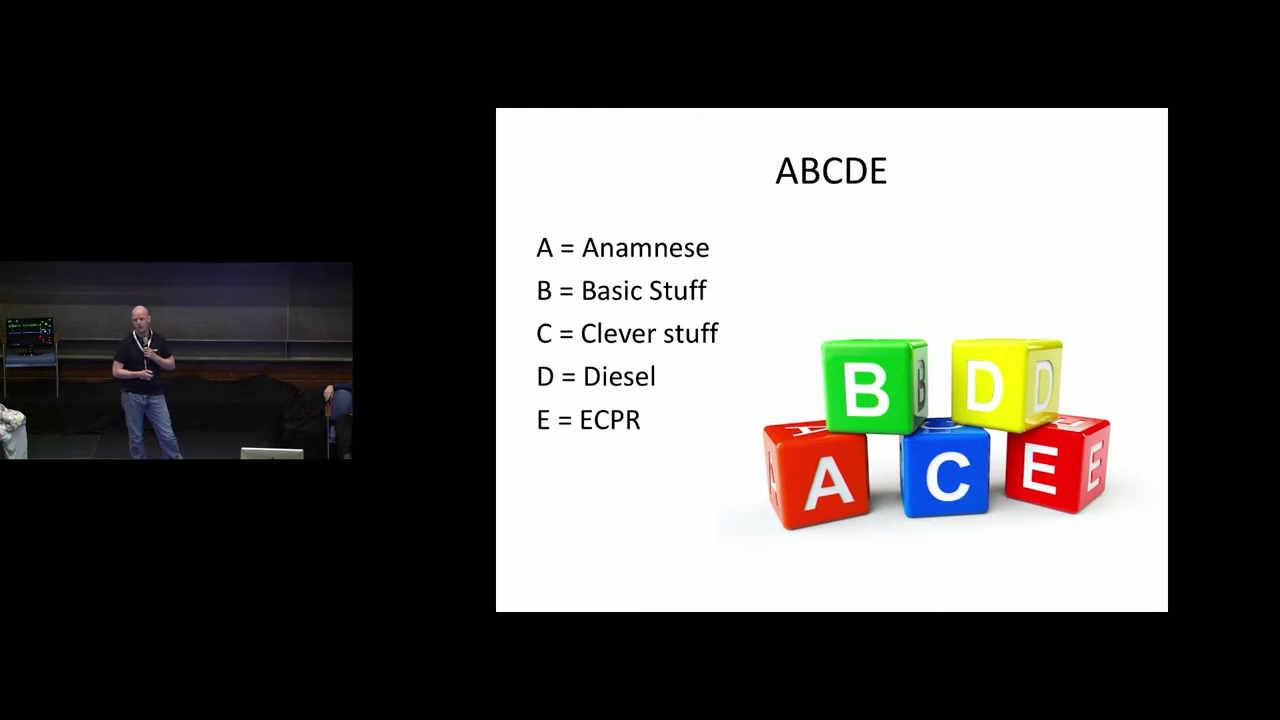 ABCDE
A = Anamnese
B = Basic Stuff
C = Clever stuff
D = Diesel
E = ECPR
B B D D
A A A C C E E E